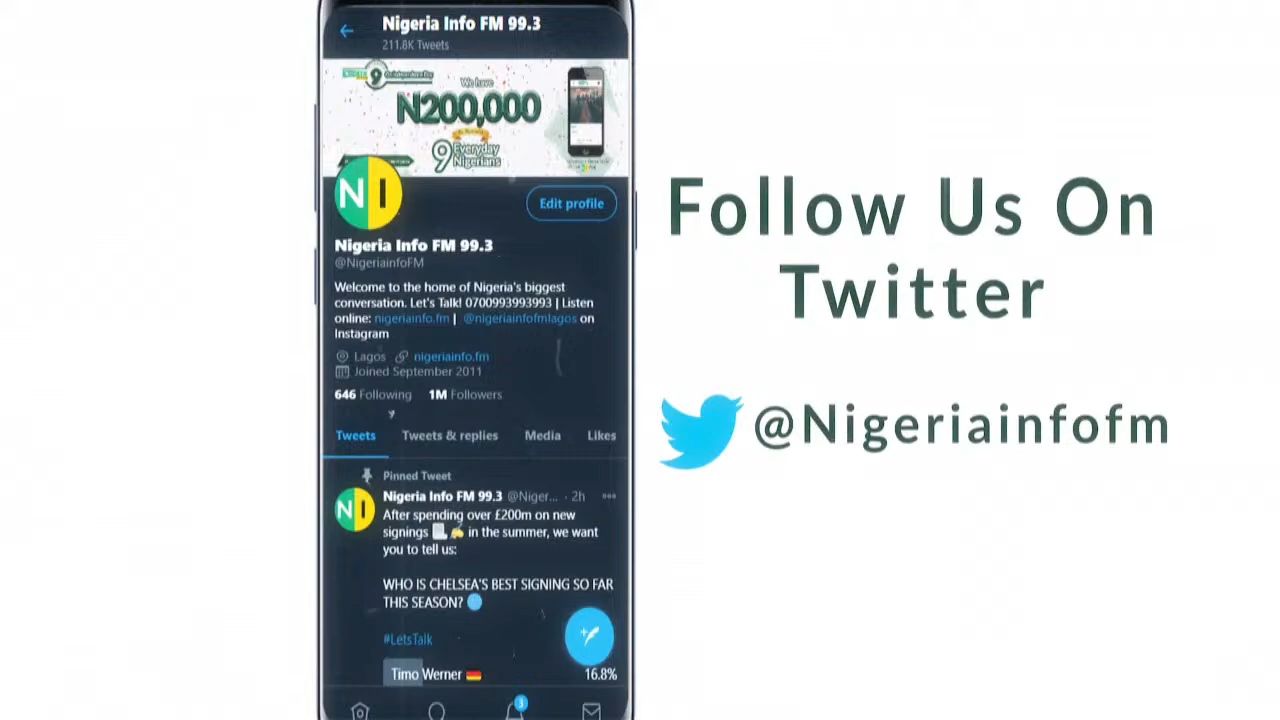 Nigeria Info FM 99.3
211.8K Tweets
We have
N200,000
9 Everyday
Nigerians
NI
Edit profile
Nigeria Info FM 99.3
@NigeriainfoFM
Welcome to the home of Nigeria's biggest
conversation. Let's Talk! 0700993993993 | Listen
online: nigeriainfo.fm | @nigeriainfofmlagos on
Instagram
Lagos nigeriainfo.fm
Joined September 2011
646 Following 1M Followers
Tweets Tweets & replies Media Likes
Pinned Tweet
NI
Nigeria Info FM 99.3 @Niger... · 2h
After spending over £200m on new
signings 📃✍ in the summer, we want
you to tell us:
WHO IS CHELSEA'S BEST SIGNING SO FAR
THIS SEASON? 🔵
#LetsTalk
Timo Werner 🇩🇪 16.8%
3
Follow Us On
Twitter
@Nigeriainfofm